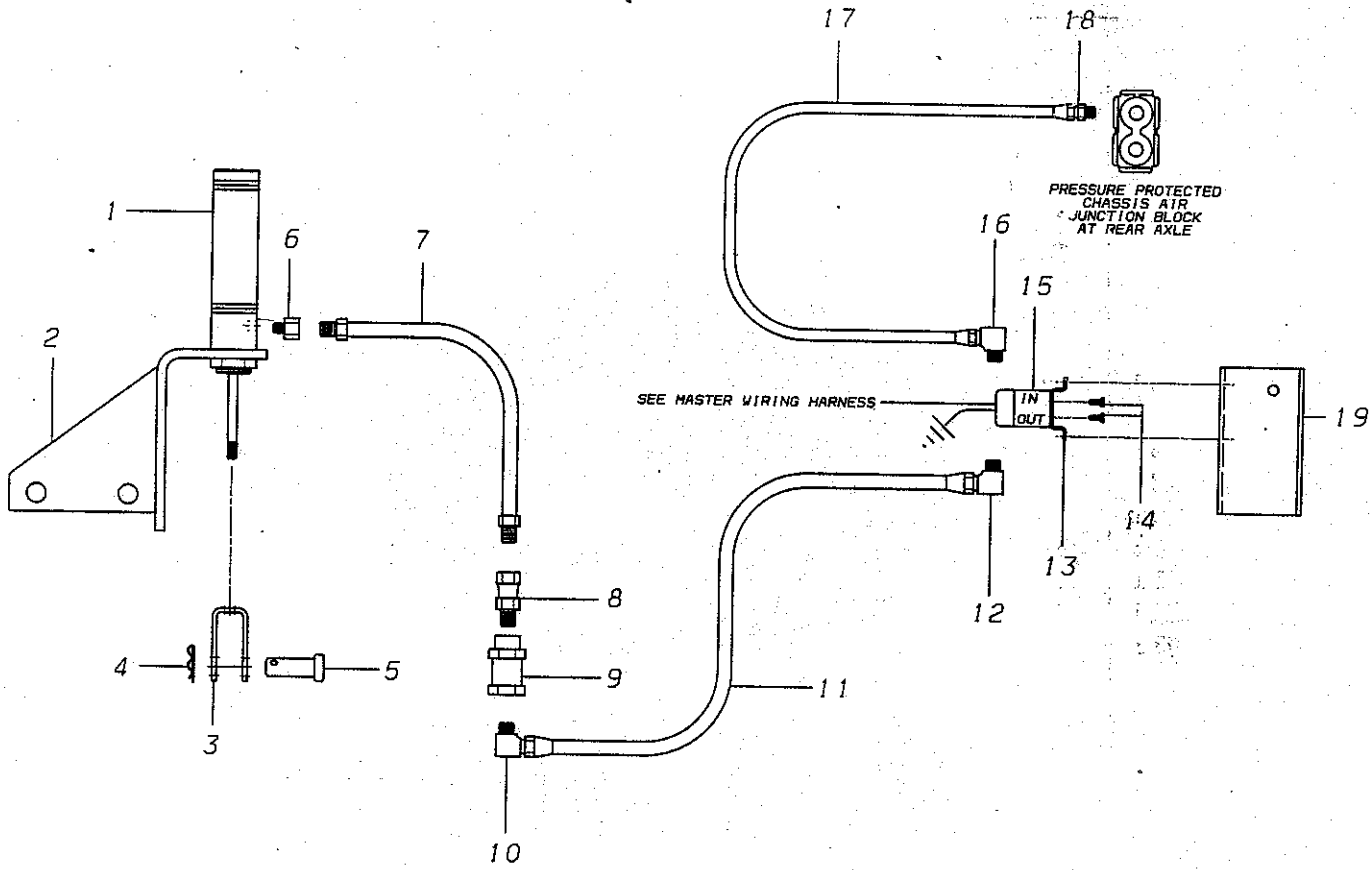 17
18
PRESSURE PROTECTED
CHASSIS AIR
JUNCTION BLOCK
AT REAR AXLE
1
6
7
16
15
2
SEE MASTER WIRING HARNESS
IN
OUT
19
14
13
12
8
4
5
9
11
3
10